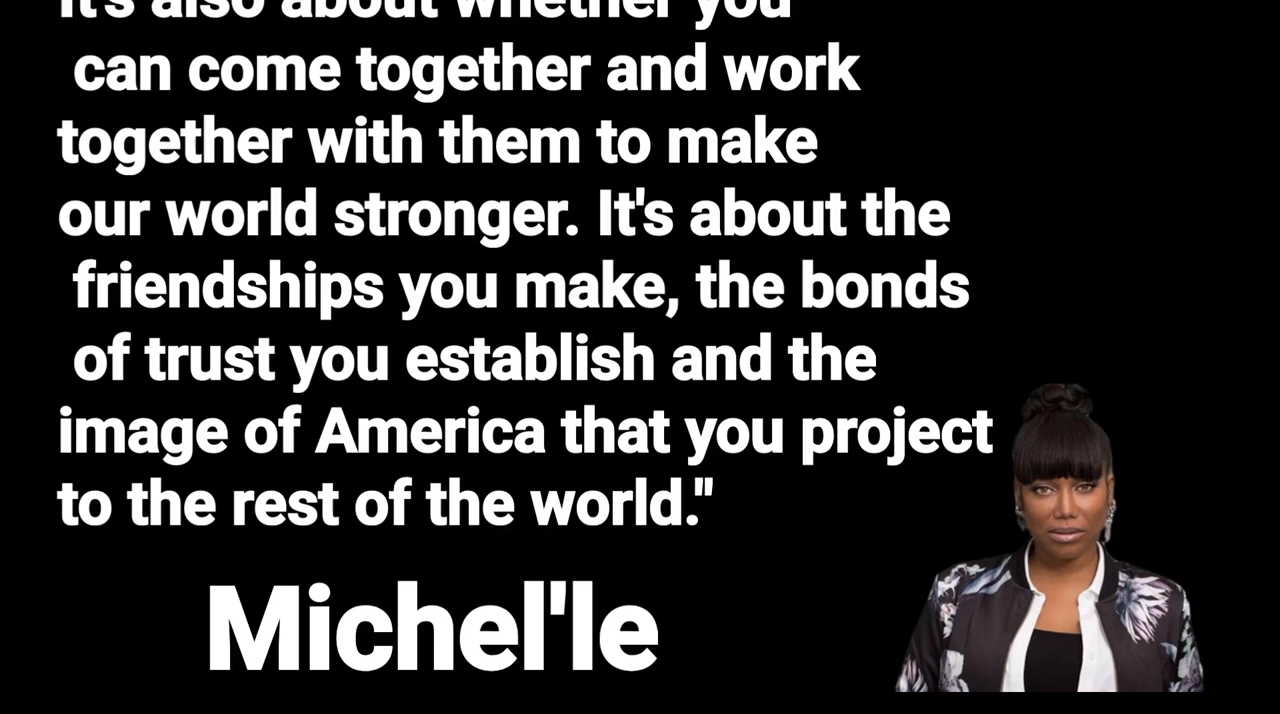 It's also about whether you
can come together and work
together with them to make
our world stronger. It's about the
friendships you make, the bonds
of trust you establish and the
image of America that you project
to the rest of the world."
Michel'le